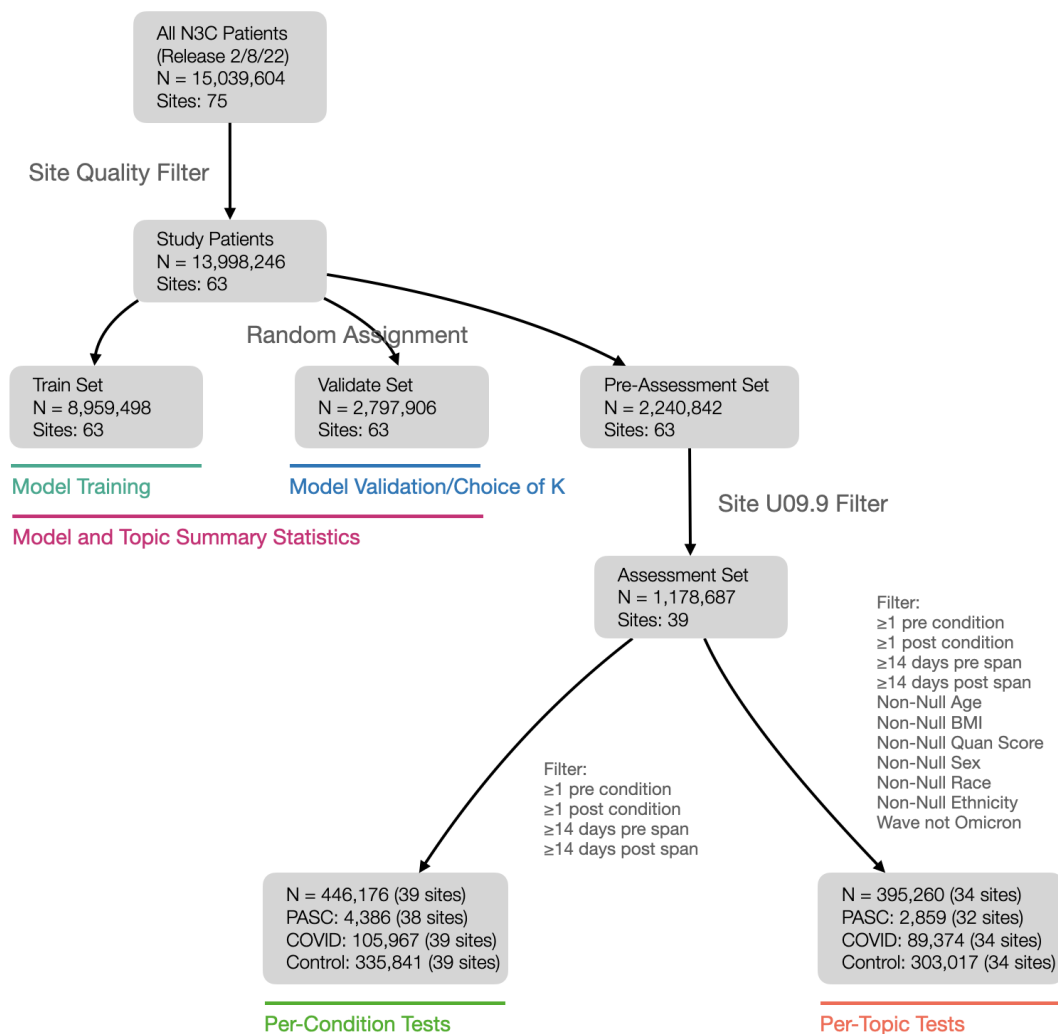 All N3C Patients
(Release 2/8/22)
N = 15,039,604
Sites: 75
Site Quality Filter
Study Patients
N = 13,998,246
Sites: 63
Random Assignment
Train Set
N = 8,959,498
Sites: 63
Validate Set
N = 2,797,906
Sites: 63
Pre-Assessment Set
N = 2,240,842
Sites: 63
Model Training
Model Validation/Choice of K
Model and Topic Summary Statistics
Site U09.9 Filter
Assessment Set
N = 1,178,687
Sites: 39
Filter:
≥1 pre condition
≥1 post condition
≥14 days pre span
≥14 days post span
Non-Null Age
Non-Null BMI
Non-Null Quan Score
Non-Null Sex
Non-Null Race
Non-Null Ethnicity
Wave not Omicron
Filter:
≥1 pre condition
≥1 post condition
≥14 days pre span
≥14 days post span
N = 446,176 (39 sites)
PASC: 4,386 (38 sites)
COVID: 105,967 (39 sites)
Control: 335,841 (39 sites)
N = 395,260 (34 sites)
PASC: 2,859 (32 sites)
COVID: 89,374 (34 sites)
Control: 303,017 (34 sites)
Per-Condition Tests
Per-Topic Tests